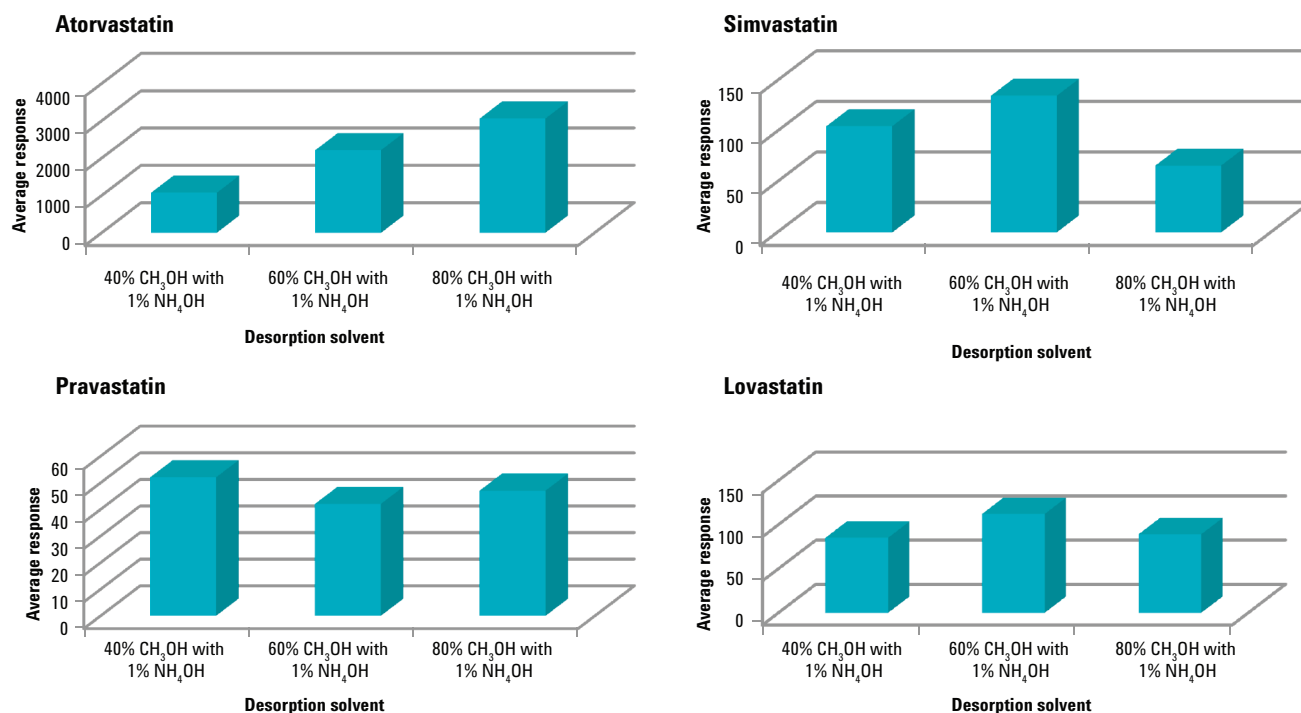 Atorvastatin
Average response
4000
3000
2000
1000
0
40% CH₃OH with
1% NH₄OH
60% CH₃OH with
1% NH₄OH
80% CH₃OH with
1% NH₄OH
Desorption solvent
Simvastatin
Average response
150
100
50
0
40% CH₃OH with
1% NH₄OH
60% CH₃OH with
1% NH₄OH
80% CH₃OH with
1% NH₄OH
Desorption solvent
Pravastatin
Average response
60
50
40
30
20
10
0
40% CH₃OH with
1% NH₄OH
60% CH₃OH with
1% NH₄OH
80% CH₃OH with
1% NH₄OH
Desorption solvent
Lovastatin
Average response
150
100
50
0
40% CH₃OH with
1% NH₄OH
60% CH₃OH with
1% NH₄OH
80% CH₃OH with
1% NH₄OH
Desorption solvent